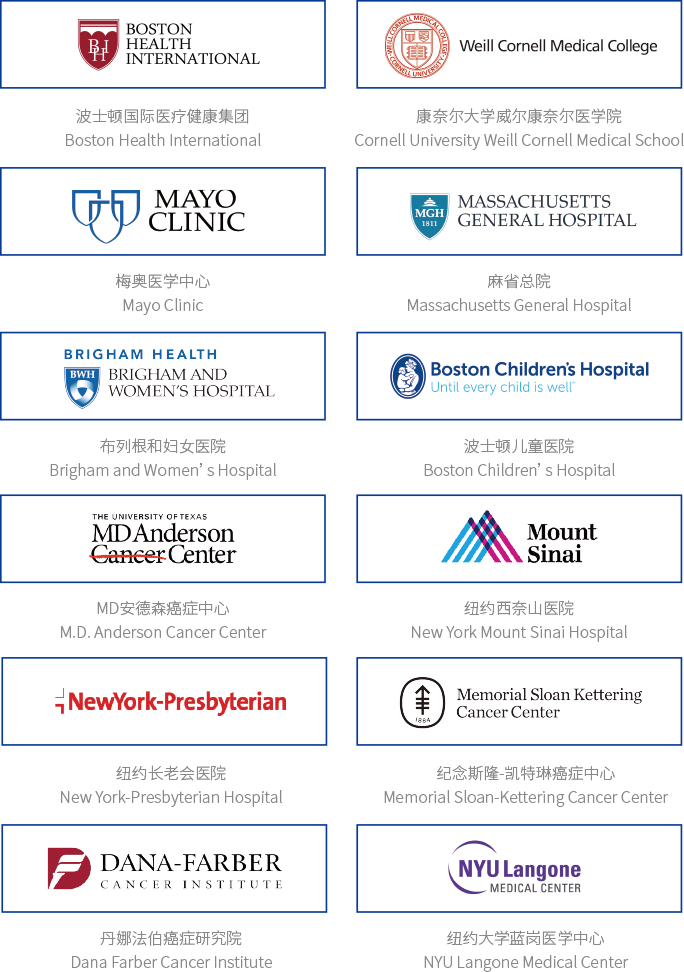 BOSTON
HEALTH
INTERNATIONAL
BHI
波士顿国际医疗健康集团
Boston Health International
WEILL CORNELL MEDICAL COLLEGE
CORNELL UNIVERSITY
Weill Cornell Medical College
康奈尔大学威尔康奈尔医学院
Cornell University Weill Cornell Medical School
MAYO
CLINIC
梅奥医学中心
Mayo Clinic
MGH
1811
MASSACHUSETTS
GENERAL HOSPITAL
麻省总院
Massachusetts General Hospital
BRIGHAM HEALTH
BWH
BRIGHAM AND
WOMEN'S HOSPITAL
布列根和妇女医院
Brigham and Women’ s Hospital
Boston Children's Hospital
Until every child is well™
波士顿儿童医院
Boston Children’ s Hospital
THE UNIVERSITY OF TEXAS
MD Anderson
Cancer Center
MD安德森癌症中心
M.D. Anderson Cancer Center
Mount
Sinai
纽约西奈山医院
New York Mount Sinai Hospital
NewYork-Presbyterian
纽约长老会医院
New York-Presbyterian Hospital
1884
Memorial Sloan Kettering
Cancer Center
纪念斯隆-凯特琳癌症中心
Memorial Sloan-Kettering Cancer Center
DANA-FARBER
CANCER INSTITUTE
丹娜法伯癌症研究院
Dana Farber Cancer Institute
NYU Langone
MEDICAL CENTER
纽约大学蓝岗医学中心
NYU Langone Medical Center